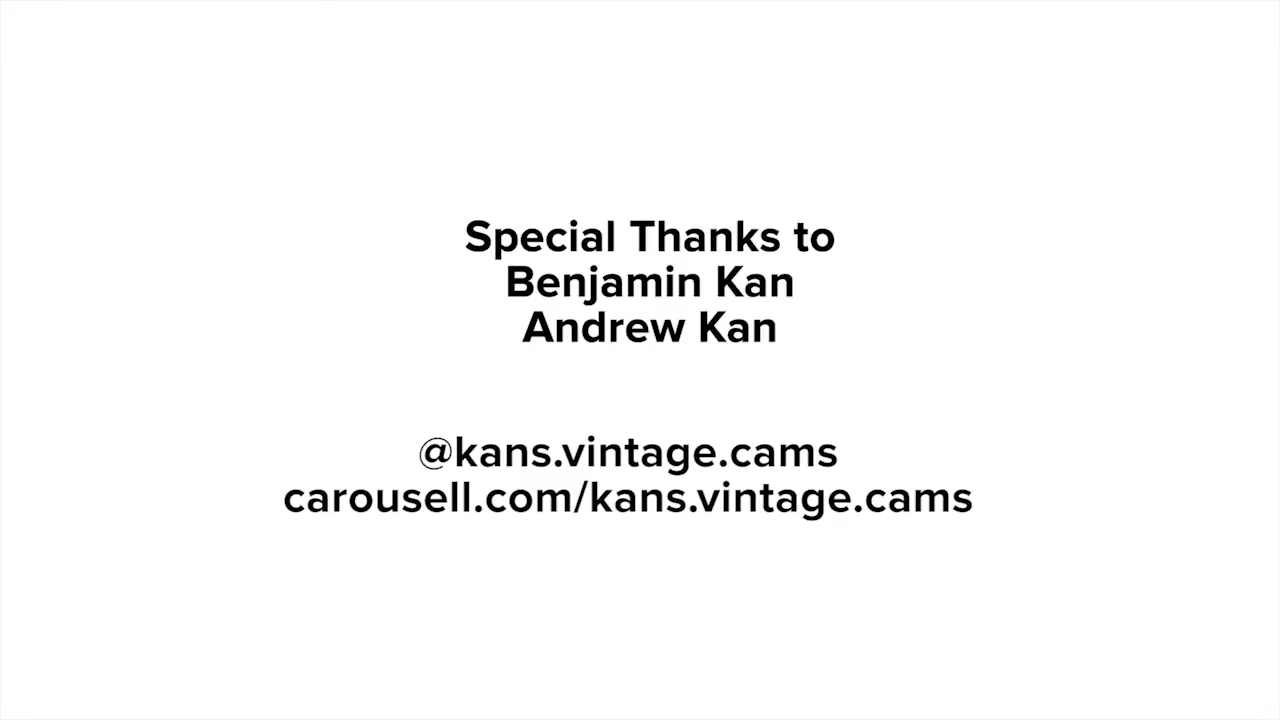 Special Thanks to
Benjamin Kan
Andrew Kan
@kans.vintage.cams
carousell.com/kans.vintage.cams